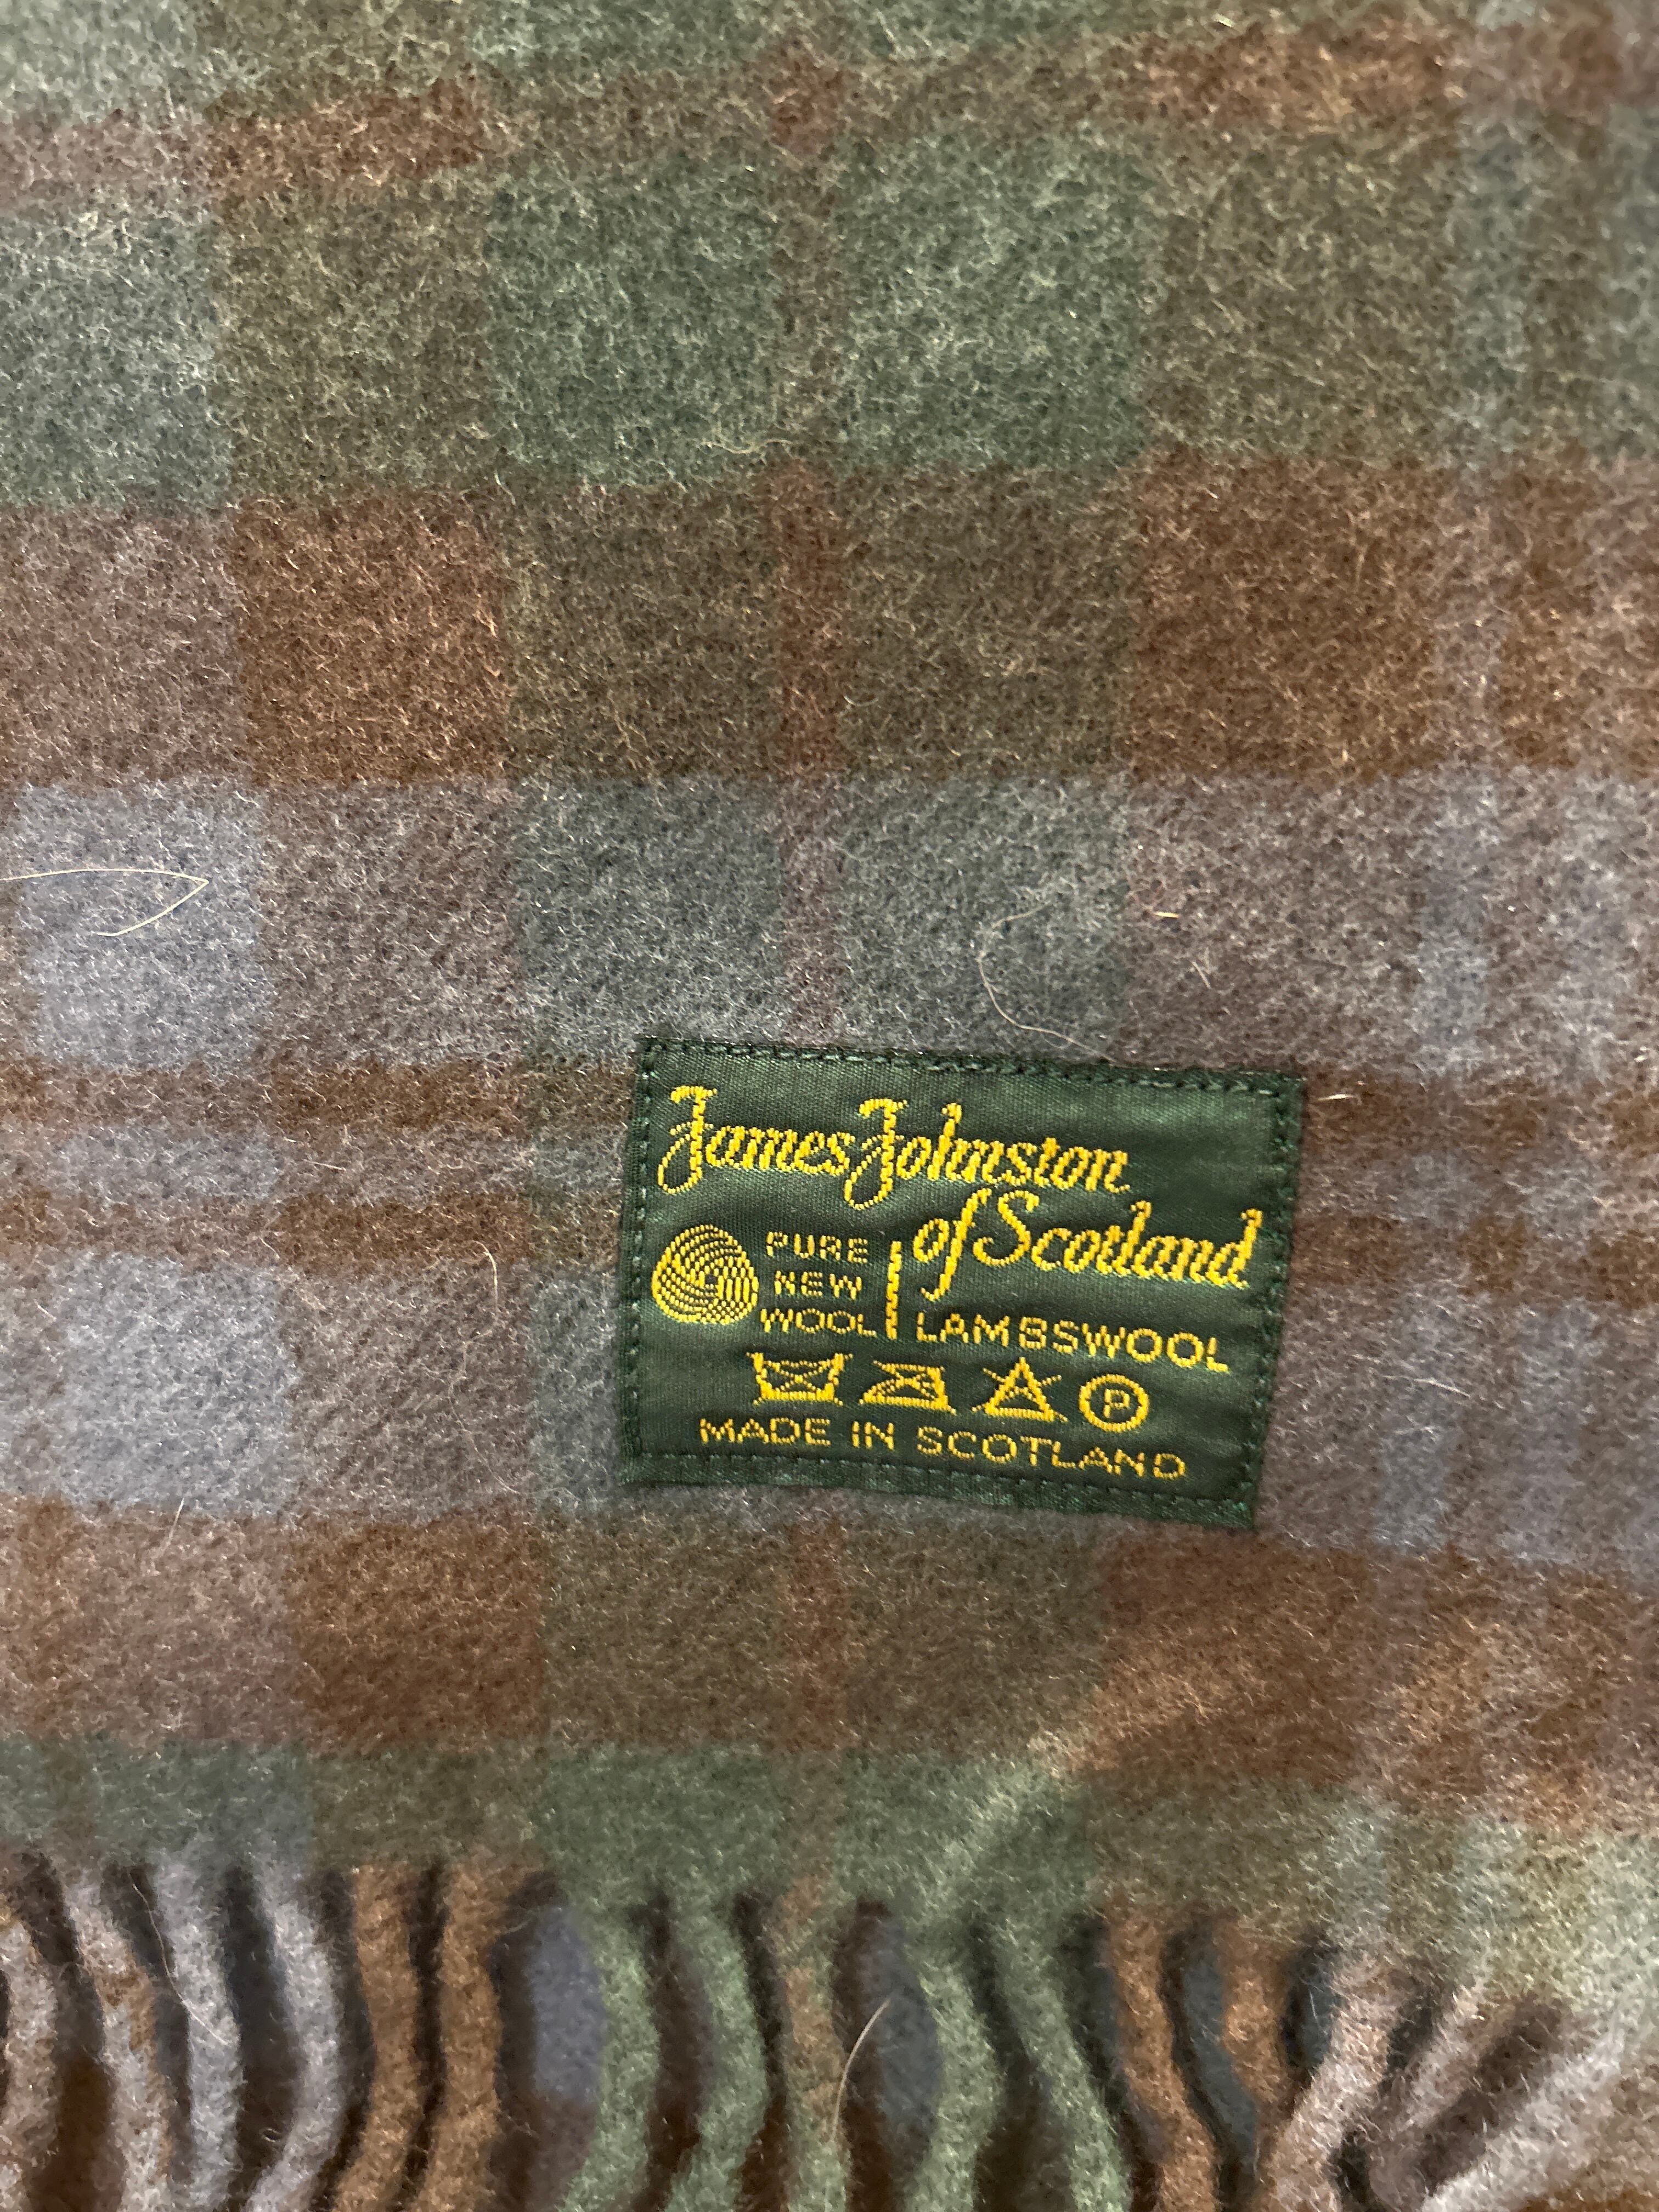 James Johnston
of Scotland
PURE
NEW
WOOL
LAMBSWOOL
P
MADE IN SCOTLAND